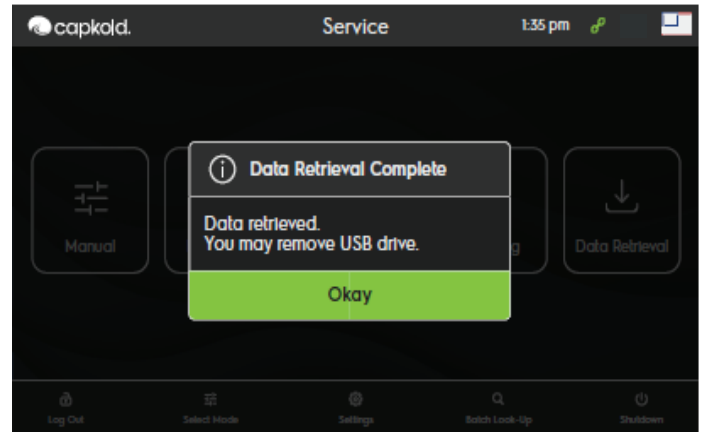 capkold.
Service
1:35 pm
Data Retrieval Complete
Data retrieved.
You may remove USB drive.
Okay
Manual
g
Data Retrieval
Log Out
Select Mode
Settings
Batch Look-Up
Shutdown